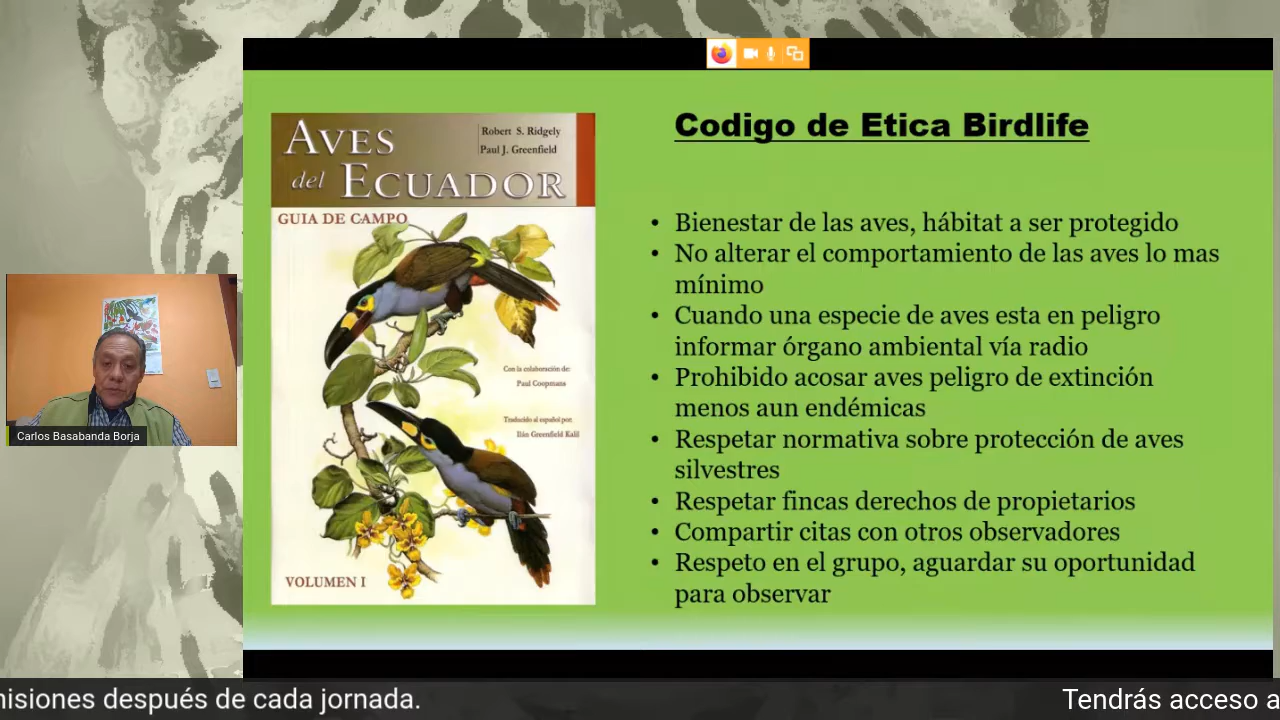 AVES
del ECUADOR
Robert S. Ridgely
Paul J. Greenfield
GUIA DE CAMPO
Con la colaboración de:
Paul Coopmans
Traducido al español por:
Ilán Greenfield Kalil
VOLUMEN I
Codigo de Etica Birdlife
• Bienestar de las aves, hábitat a ser protegido
• No alterar el comportamiento de las aves lo mas
mínimo
• Cuando una especie de aves esta en peligro
informar órgano ambiental vía radio
• Prohibido acosar aves peligro de extinción
menos aun endémicas
• Respetar normativa sobre protección de aves
silvestres
• Respetar fincas derechos de propietarios
• Compartir citas con otros observadores
• Respeto en el grupo, aguardar su oportunidad
para observar
Carlos Basabanda Borja
misiones después de cada jornada.
Tendrás acceso a